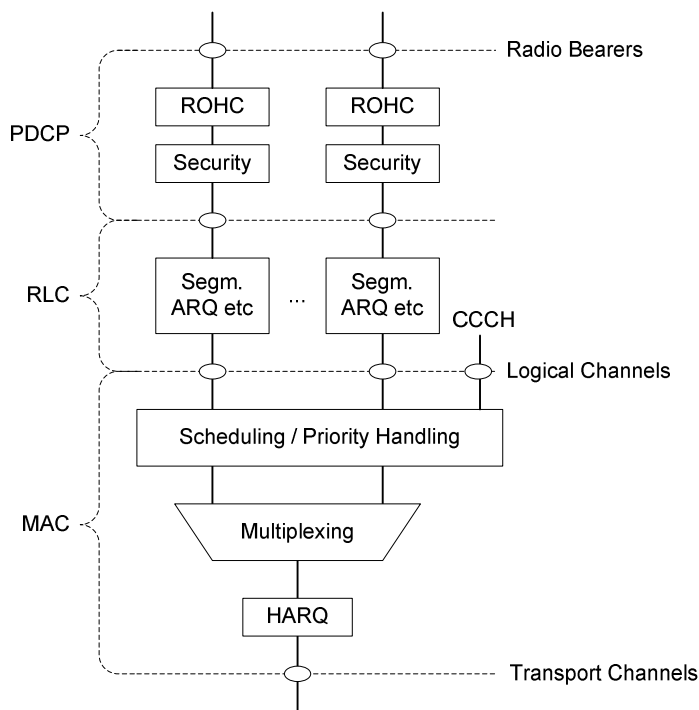 Radio Bearers
ROHC ROHC
PDCP
Security Security
Segm. ARQ etc ... Segm. ARQ etc
RLC
CCCH
Logical Channels
Scheduling / Priority Handling
MAC
Multiplexing
HARQ
Transport Channels